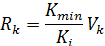 R_k = \frac{K_{min}}{K_i} V_k